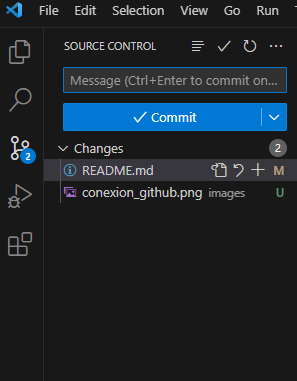 File Edit Selection View Go Run
SOURCE CONTROL
Message (Ctrl+Enter to commit on...
Commit
Changes 2
2
README.md M
conexion_github.png images U